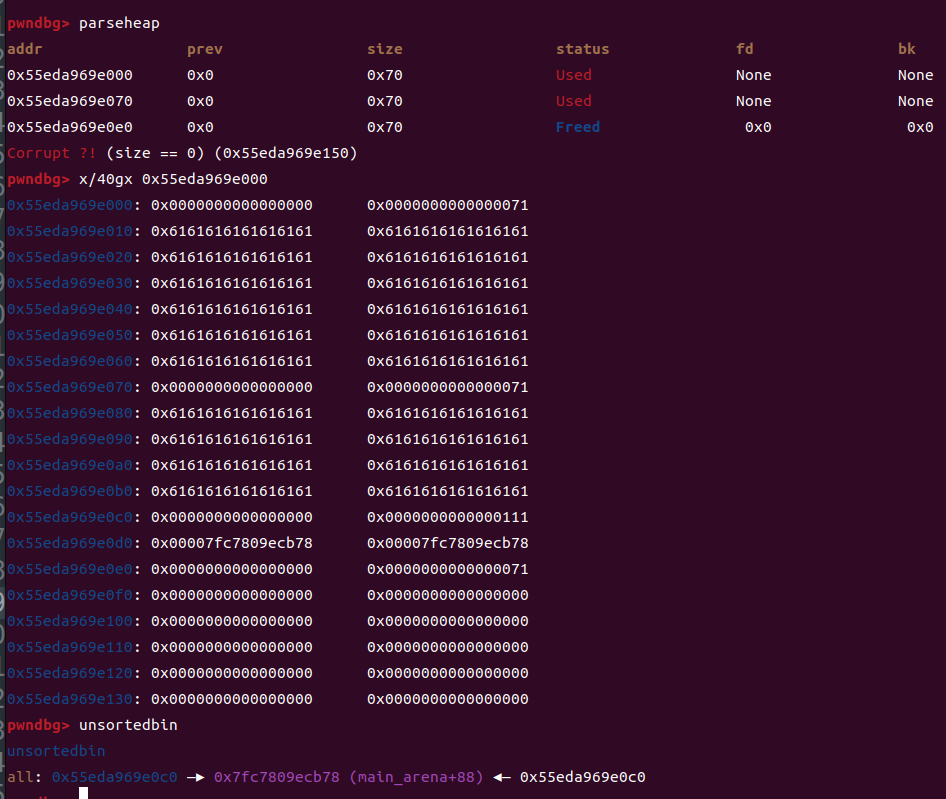 pwndbg> parseheap
addr prev size status fd bk
0x55eda969e000 0x0 0x70 Used None None
0x55eda969e070 0x0 0x70 Used None None
0x55eda969e0e0 0x0 0x70 Freed 0x0 0x0
Corrupt ?! (size == 0) (0x55eda969e150)
pwndbg> x/40gx 0x55eda969e000
0x55eda969e000: 0x0000000000000000 0x0000000000000071
0x55eda969e010: 0x6161616161616161 0x6161616161616161
0x55eda969e020: 0x6161616161616161 0x6161616161616161
0x55eda969e030: 0x6161616161616161 0x6161616161616161
0x55eda969e040: 0x6161616161616161 0x6161616161616161
0x55eda969e050: 0x6161616161616161 0x6161616161616161
0x55eda969e060: 0x6161616161616161 0x6161616161616161
0x55eda969e070: 0x0000000000000000 0x0000000000000071
0x55eda969e080: 0x6161616161616161 0x6161616161616161
0x55eda969e090: 0x6161616161616161 0x6161616161616161
0x55eda969e0a0: 0x6161616161616161 0x6161616161616161
0x55eda969e0b0: 0x6161616161616161 0x6161616161616161
0x55eda969e0c0: 0x0000000000000000 0x0000000000000111
0x55eda969e0d0: 0x00007fc7809ecb78 0x00007fc7809ecb78
0x55eda969e0e0: 0x0000000000000000 0x0000000000000071
0x55eda969e0f0: 0x0000000000000000 0x0000000000000000
0x55eda969e100: 0x0000000000000000 0x0000000000000000
0x55eda969e110: 0x0000000000000000 0x0000000000000000
0x55eda969e120: 0x0000000000000000 0x0000000000000000
0x55eda969e130: 0x0000000000000000 0x0000000000000000
pwndbg> unsortedbin
unsortedbin
all: 0x55eda969e0c0 —▸ 0x7fc7809ecb78 (main_arena+88) ◂— 0x55eda969e0c0